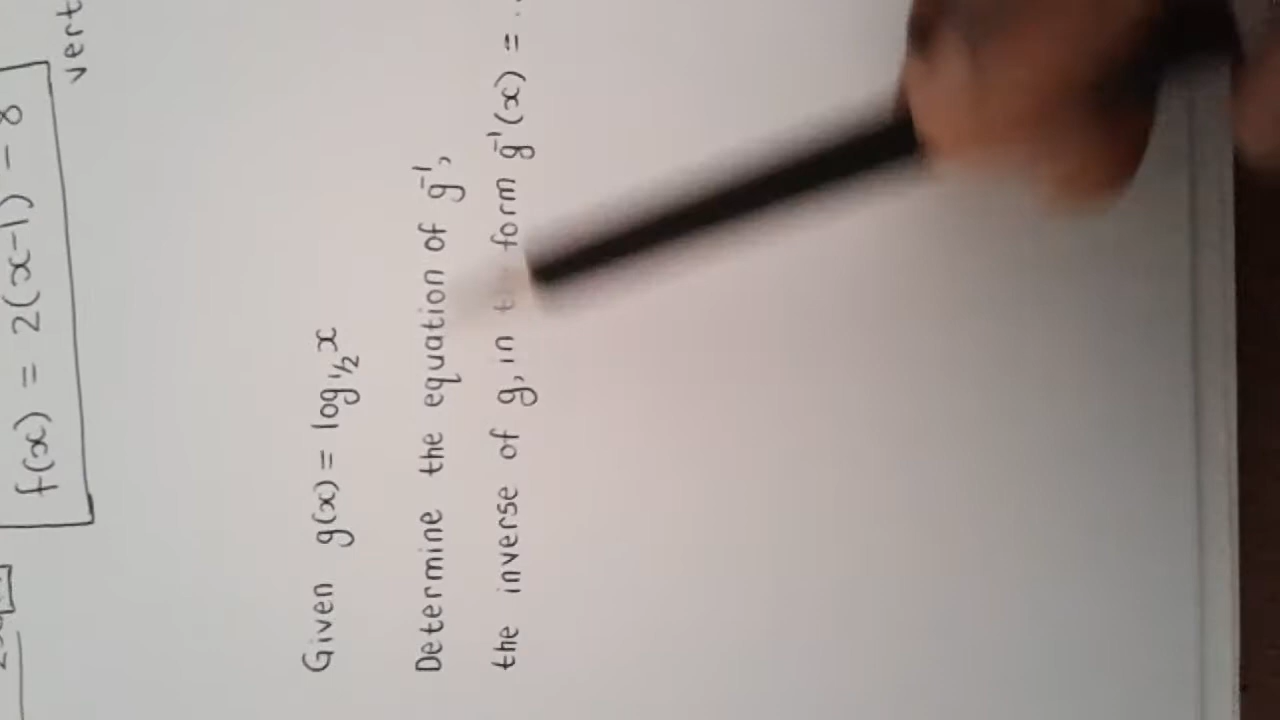 f(x) = 2(x-1) - 8
vert
Given g(x) = log½x
Determine the equation of g⁻¹,
the inverse of g, in form g⁻¹(x) = ..